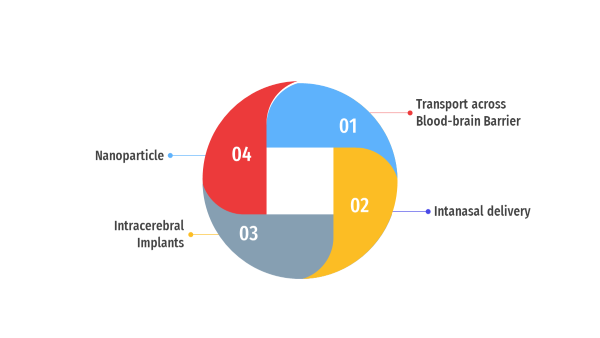 01
Transport across
Blood-brain Barrier
02
Intanasal delivery
03
Intracerebral
Implants
04
Nanoparticle